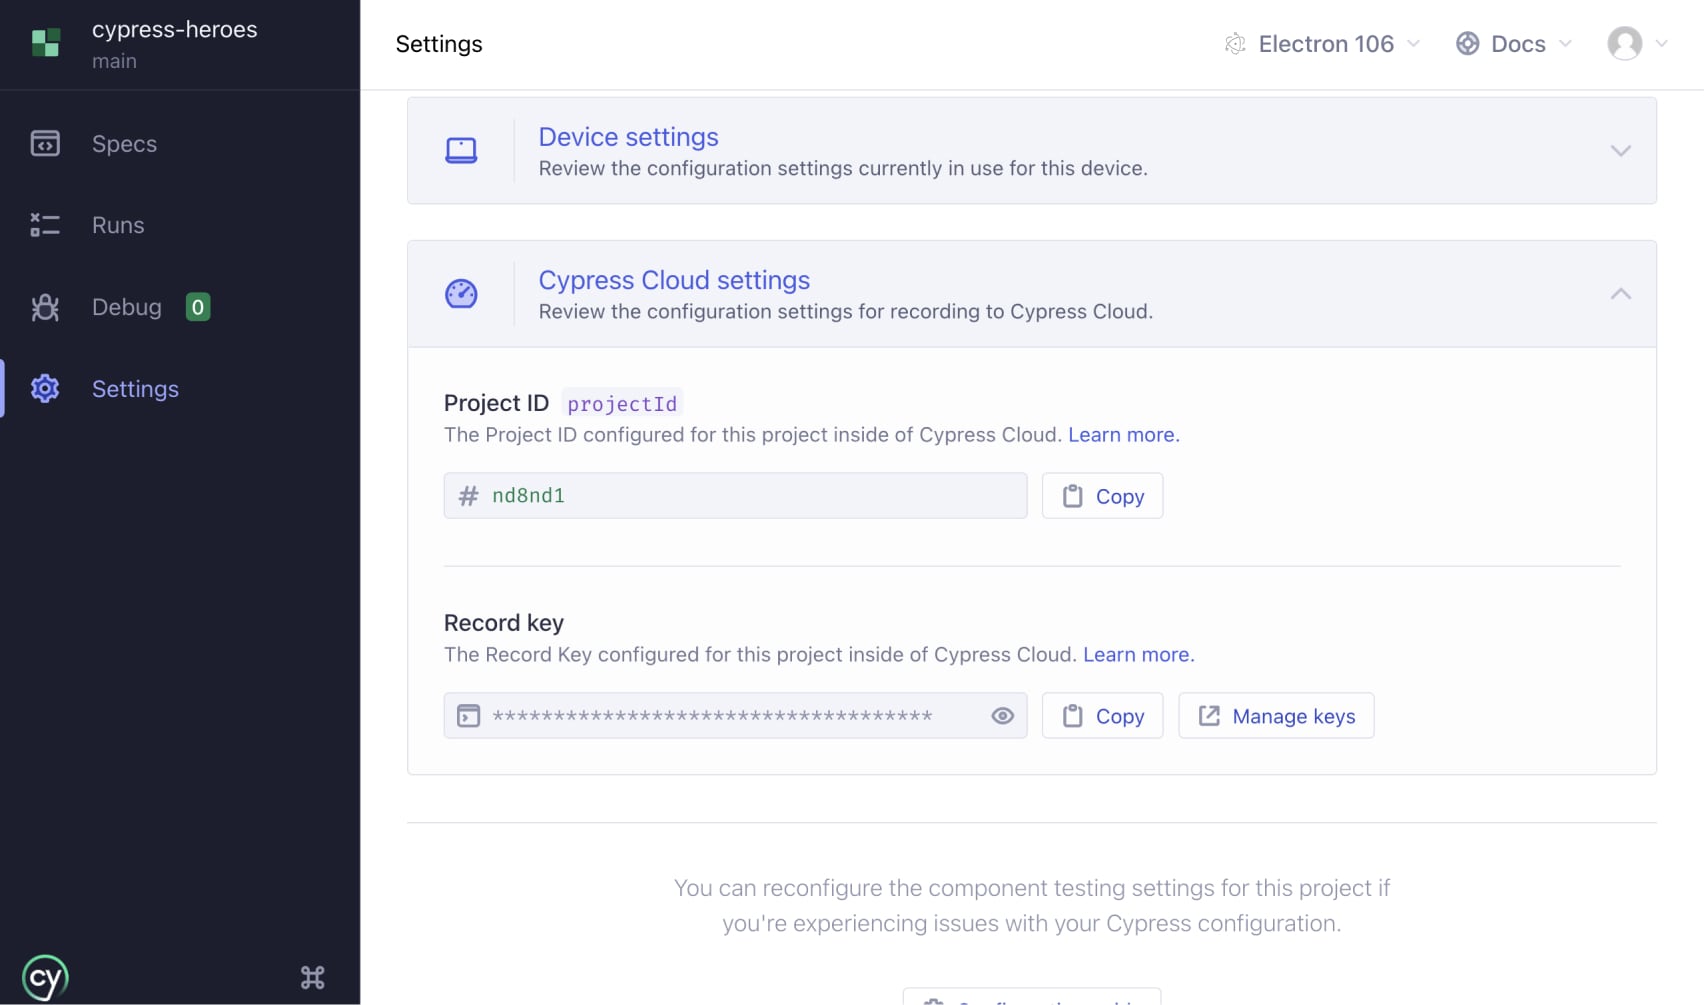 cypress-heroes
main
Specs
Runs
Debug 0
Settings
cy
Settings
Electron 106
Docs
Device settings
Review the configuration settings currently in use for this device.
Cypress Cloud settings
Review the configuration settings for recording to Cypress Cloud.
Project ID projectId
The Project ID configured for this project inside of Cypress Cloud. Learn more.
# nd8nd1
Copy
Record key
The Record Key configured for this project inside of Cypress Cloud. Learn more.
************************************
Copy
Manage keys
You can reconfigure the component testing settings for this project if
you're experiencing issues with your Cypress configuration.